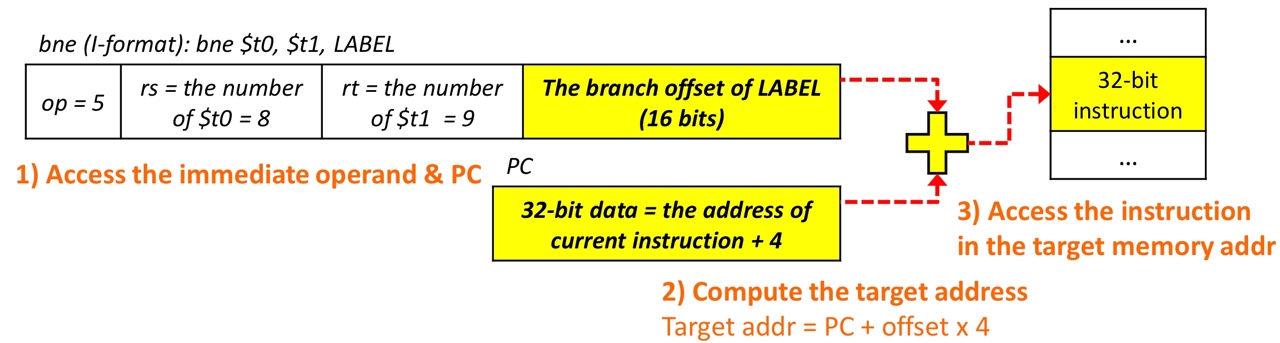 bne (I-format): bne $t0, $t1, LABEL
op = 5
rs = the number
of $t0 = 8
rt = the number
of $t1 = 9
The branch offset of LABEL
(16 bits)
...
32-bit
instruction
...
1) Access the immediate operand & PC
PC
32-bit data = the address of
current instruction + 4
3) Access the instruction
in the target memory addr
2) Compute the target address
Target addr = PC + offset x 4